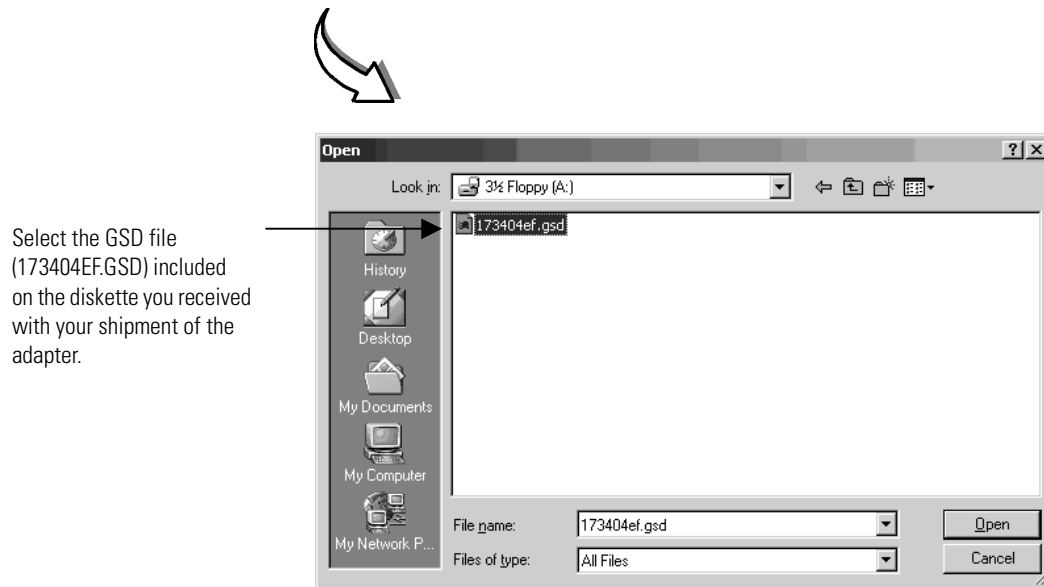 Open
Look in: 3½ Floppy (A:)
173404ef.gsd
Select the GSD file
(173404EF.GSD) included
on the diskette you received
with your shipment of the
adapter.
History
Desktop
My Documents
My Computer
My Network P...
File name: 173404ef.gsd
Open
Files of type: All Files
Cancel